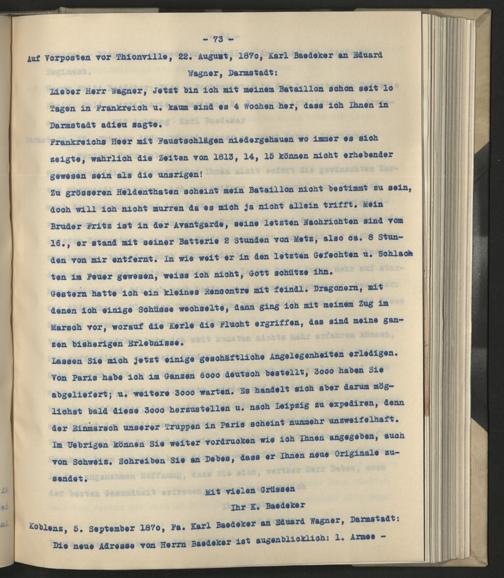 - 73 -
Auf Vorposten vor Thionville, 22. August, 187o, Karl Baedeker an Eduard
Wagner, Darmstadt:
Lieber Herr Wagner, Jetzt bin ich mit meinem Bataillon schon seit 1o
Tagen in Frankreich u. kaum sind es 4 Wochen her, dass ich Ihnen in
Darmstadt adieu sagte.
Frankreichs Heer mit Faustschlägen niedergehauen wo immer es sich
zeigte, wahrlich die Zeiten von 1813, 14, 15 können nicht erhebender
gewesen sein als die unsrigen!
Zu grösseren Heldenthaten scheint mein Bataillon nicht bestimmt zu sein,
doch will ich nicht murren da es mich ja nicht allein trifft. Mein
Bruder Fritz ist in der Avantgarde, seine letzten Nachrichten sind vom
16., er stand mit seiner Batterie 2 Stunden von Metz, also ca. 8 Stun-
den von mir entfernt. In wie weit er in den letzten Gefechten u. Schlach
ten im Feuer gewesen, weiss ich nicht, Gott schütze ihn.
Gestern hatte ich ein kleines Rencontre mit feindl. Dragonern, mit
denen ich einige Schüsse wechselte, dann ging ich mit meinem Zug im
Marsch vor, worauf die Kerle die Flucht ergriffen, das sind meine gan-
zen bisherigen Erlebnisse.
Lassen Sie mich jetzt einige geschäftliche Angelegenheiten erledigen.
Von Paris habe ich im Ganzen 6ooo deutsch bestellt, 3ooo haben Sie
abgeliefert; u. weitere 3ooo warten. Es handelt sich aber darum mög-
lichst bald diese 3ooo herzustellen u. nach Leipzig zu expediren, denn
der Einmarsch unserer Truppen in Paris scheint nunmehr unzweifelhaft.
Im Uebrigen können Sie weiter vordrucken wie ich Ihnen angegeben, auch
von Schweiz. Schreiben Sie an Debes, dass er Ihnen neue Originale zu-
sendet.
Mit vielen Grüssen
Ihr K. Baedeker
Koblenz, 5. September 187o, Fa. Karl Baedeker an Eduard Wagner, Darmstadt:
Die neue Adresse von Herrn Baedeker ist augenblicklich: 1. Armee -